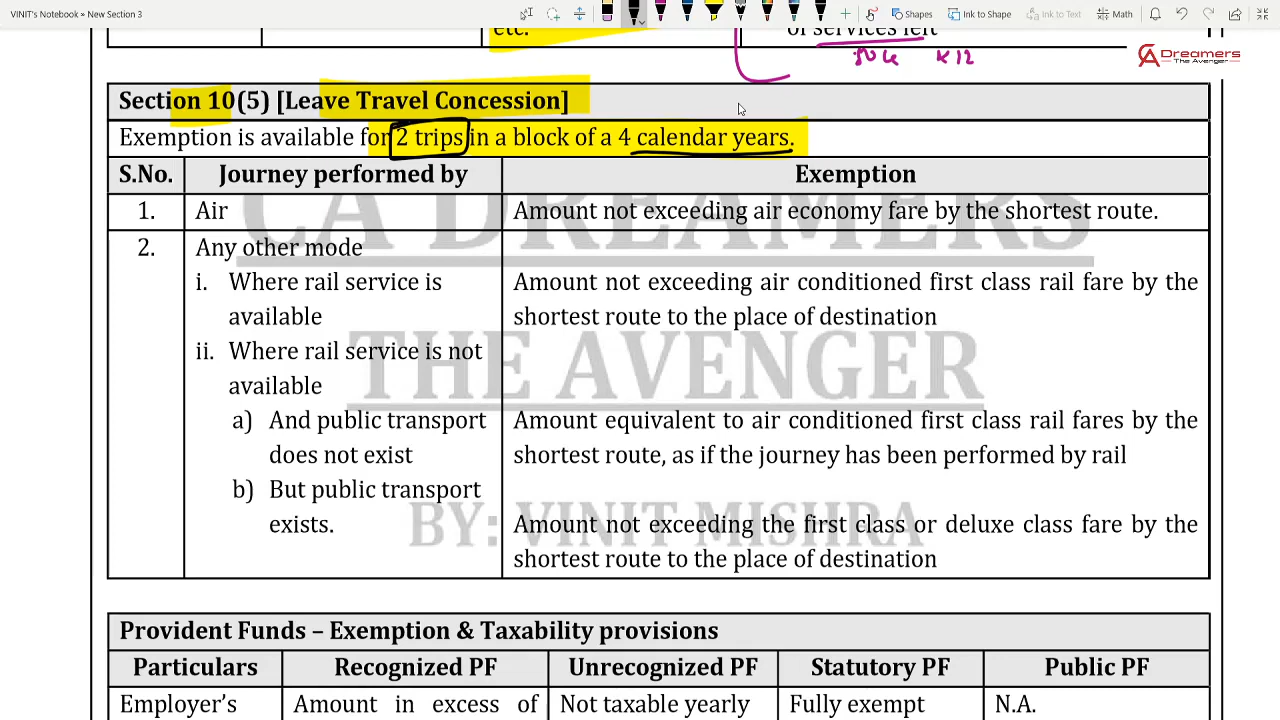 VINIT's Notebook » New Section 3
Shapes Ink to Shape Ink to Text Math
etc.
of services left
CA Dreamers
The Avenger
Section 10(5) [Leave Travel Concession]
Exemption is available for 2 trips in a block of a 4 calendar years.
S.No. Journey performed by Exemption
1. Air Amount not exceeding air economy fare by the shortest route.
2. Any other mode
i. Where rail service is Amount not exceeding air conditioned first class rail fare by the
available shortest route to the place of destination
ii. Where rail service is not
available
a) And public transport Amount equivalent to air conditioned first class rail fares by the
does not exist shortest route, as if the journey has been performed by rail
b) But public transport
exists. Amount not exceeding the first class or deluxe class fare by the
shortest route to the place of destination
CA DREAMERS
THE AVENGER
BY: VINIT MISHRA
Provident Funds – Exemption & Taxability provisions
Particulars Recognized PF Unrecognized PF Statutory PF Public PF
Employer's Amount in excess of Not taxable yearly Fully exempt N.A.